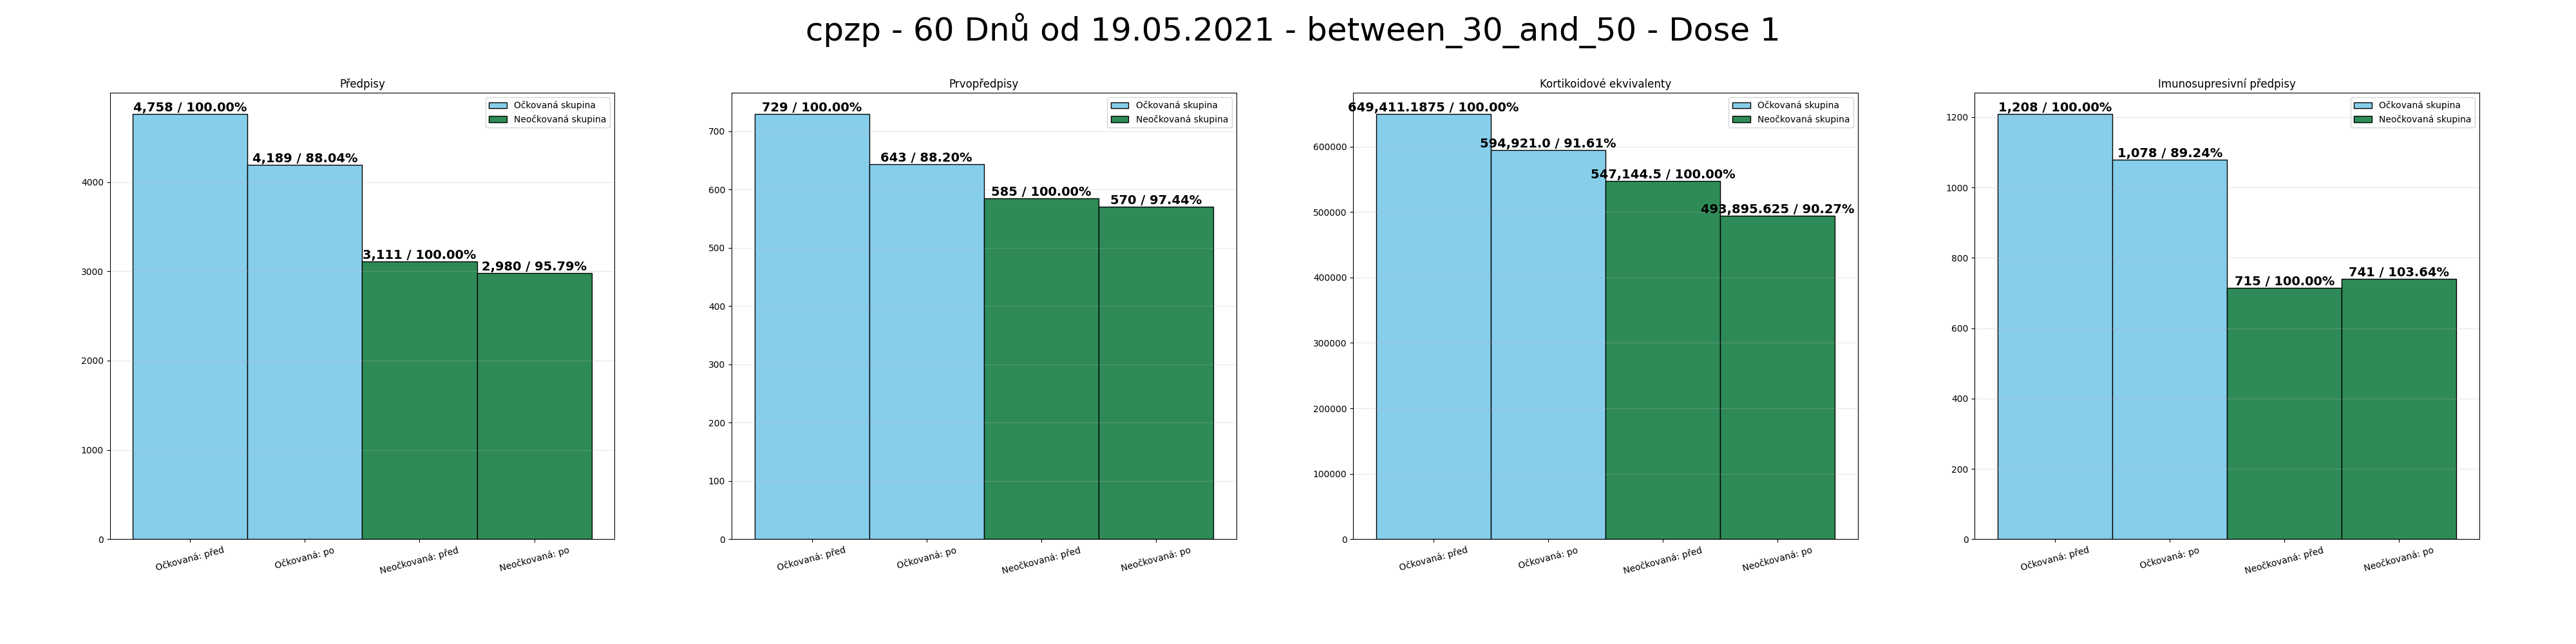 cpzp - 60 Dnů od 19.05.2021 - between_30_and_50 - Dose 1
Předpisy
4,758 / 100.00%
4,189 / 88.04%
3,111 / 100.00%
2,980 / 95.79%
Očkovaná skupina
Neočkovaná skupina
4000
3000
2000
1000
0
Očkovaná: před
Očkovaná: po
Neočkovaná: před
Neočkovaná: po
Prvopředpisy
729 / 100.00%
643 / 88.20%
585 / 100.00%
570 / 97.44%
Očkovaná skupina
Neočkovaná skupina
700
600
500
400
300
200
100
0
Očkovaná: před
Očkovaná: po
Neočkovaná: před
Neočkovaná: po
Kortikoidové ekvivalenty
649,411.1875 / 100.00%
594,921.0 / 91.61%
547,144.5 / 100.00%
493,895.625 / 90.27%
Očkovaná skupina
Neočkovaná skupina
600000
500000
400000
300000
200000
100000
0
Očkovaná: před
Očkovaná: po
Neočkovaná: před
Neočkovaná: po
Imunosupresivní předpisy
1,208 / 100.00%
1,078 / 89.24%
715 / 100.00%
741 / 103.64%
Očkovaná skupina
Neočkovaná skupina
1200
1000
800
600
400
200
0
Očkovaná: před
Očkovaná: po
Neočkovaná: před
Neočkovaná: po